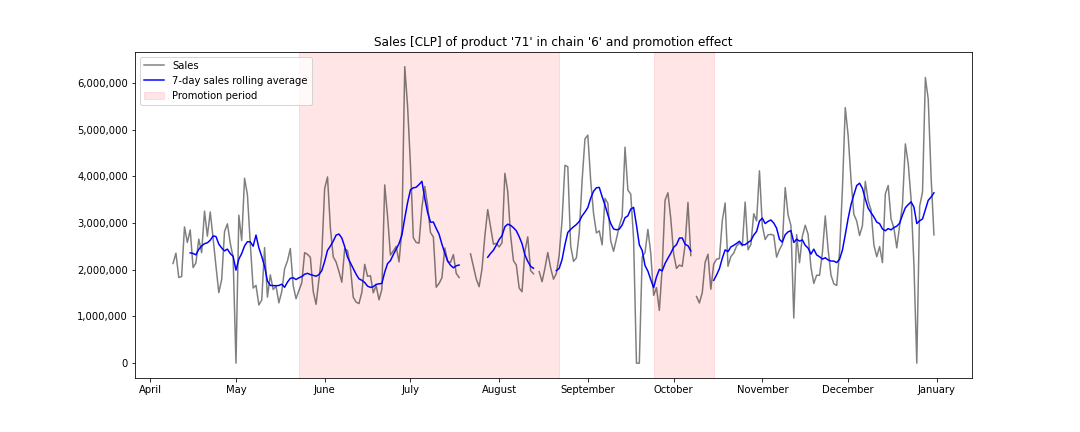 Sales [CLP] of product '71' in chain '6' and promotion effect
Sales
7-day sales rolling average
Promotion period
6,000,000
5,000,000
4,000,000
3,000,000
2,000,000
1,000,000
0
April May June July August September October November December January